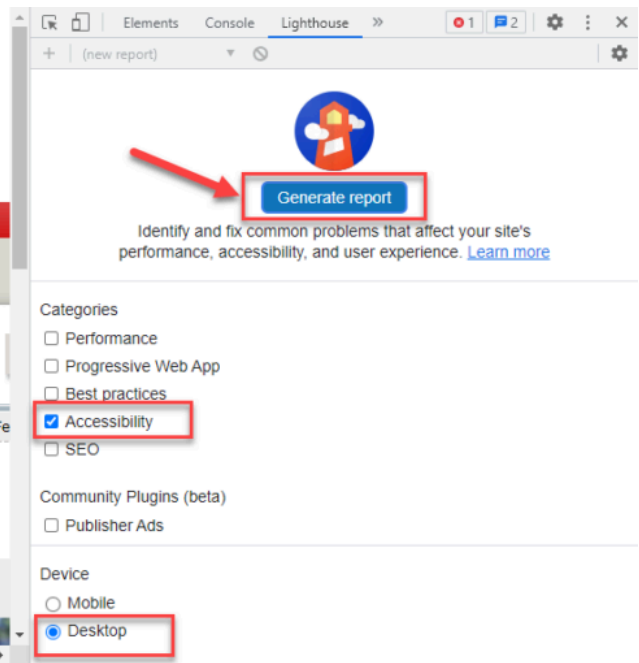 Elements Console Lighthouse » 1 2
+ (new report)
Generate report
Identify and fix common problems that affect your site's
performance, accessibility, and user experience. Learn more
Categories
Performance
Progressive Web App
Best practices
Accessibility
SEO
Community Plugins (beta)
Publisher Ads
Device
Mobile
Desktop
Fe